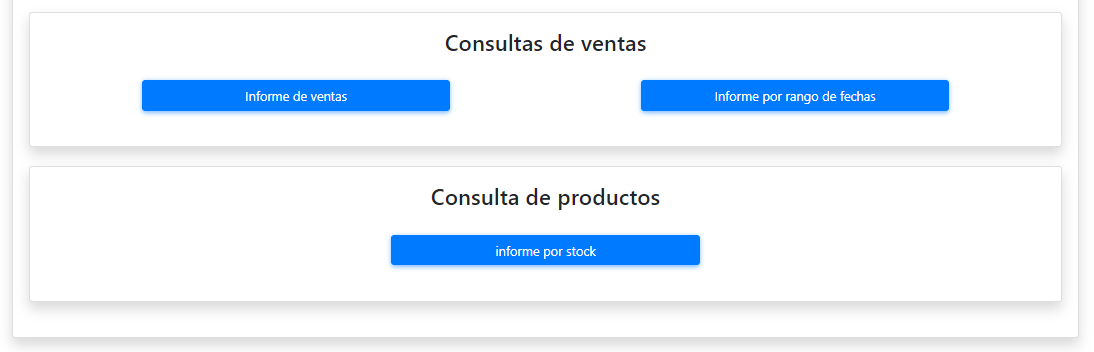 Consultas de ventas
Informe de ventas
Informe por rango de fechas
Consulta de productos
informe por stock